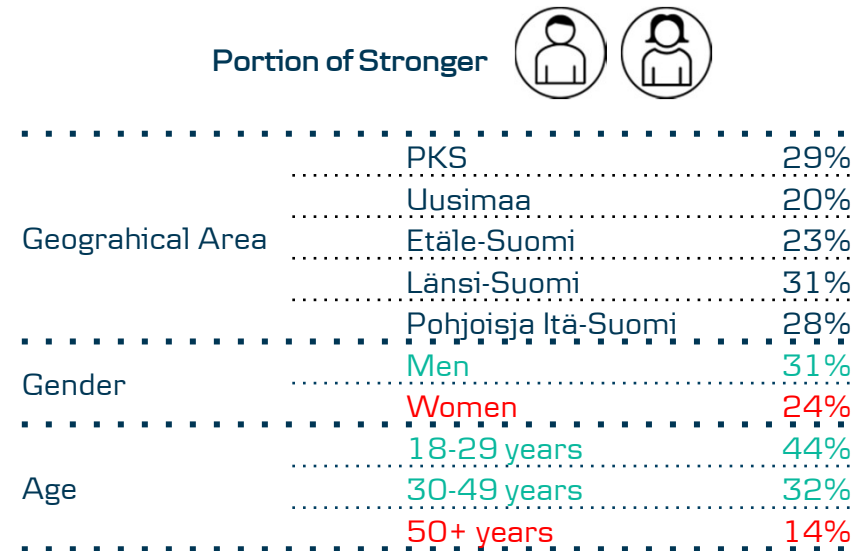 Portion of Stronger
PKS 29%
Uusimaa 20%
Geograhical Area Etäle-Suomi 23%
Länsi-Suomi 31%
Pohjoisja Itä-Suomi 28%
Gender
Men 31%
Women 24%
18-29 years 44%
Age 30-49 years 32%
50+ years 14%